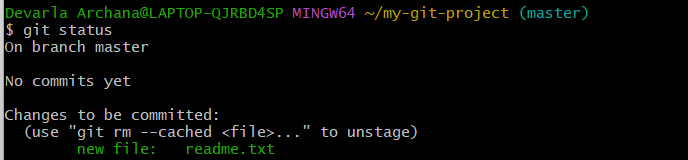 Devarla Archana@LAPTOP-QJRBD4SP MINGW64 ~/my-git-project (master)
$ git status
On branch master
No commits yet
Changes to be committed:
(use "git rm --cached <file>..." to unstage)
new file:   readme.txt